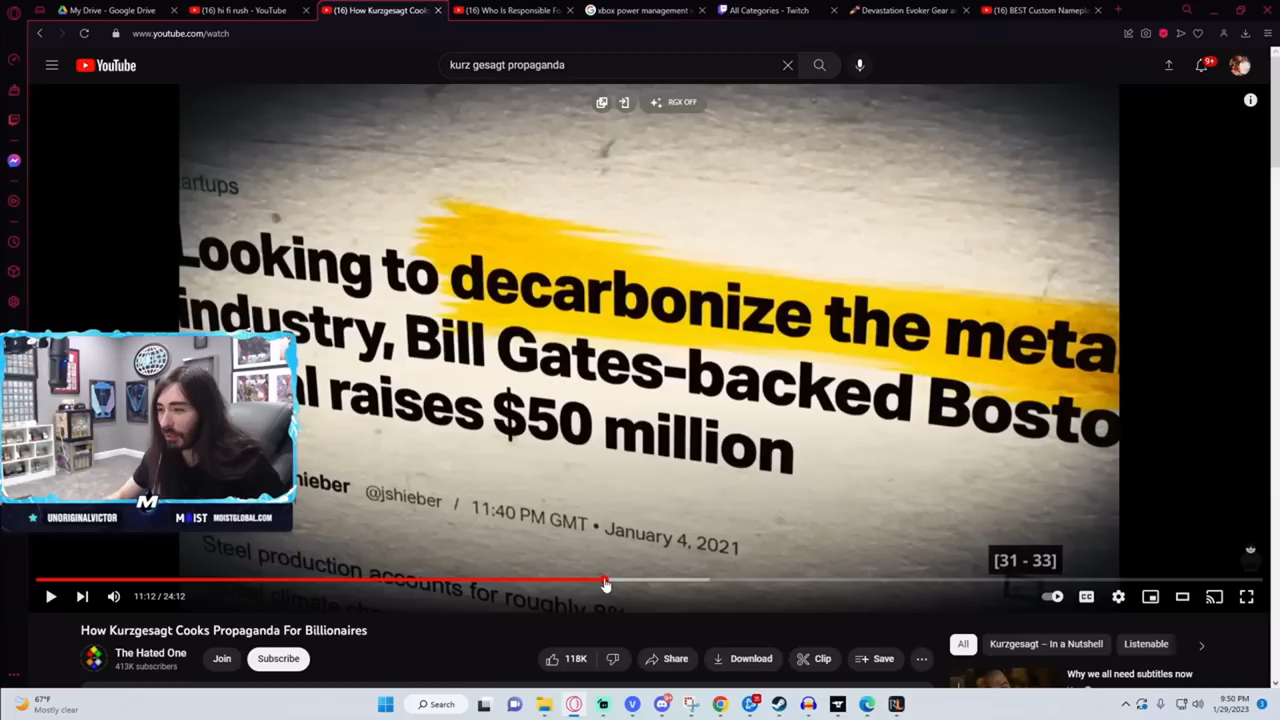 My Drive - Google Drive
(16) hi fi rush - YouTube
(16) How Kurzgesagt Cook
(16) Who Is Responsible Fo
xbox power management s
All Categories - Twitch
Devastation Evoker Gear a
(16) BEST Custom Namepla
www.youtube.com/watch
YouTube
kurz gesagt propaganda
9+
RGX OFF
artups
Looking to decarbonize the meta
industry, Bill Gates-backed Bosto
al raises $50 million
hieber @jshieber / 11:40 PM GMT • January 4, 2021
Steel production accounts for roughly 8%
[31 - 33]
M
UNORIGINALVICTOR
MOIST MOISTGLOBAL.COM
11:12 / 24:12
CC
How Kurzgesagt Cooks Propaganda For Billionaires
The Hated One
413K subscribers
Join
Subscribe
118K
Share
Download
Clip
Save
All
Kurzgesagt – In a Nutshell
Listenable
Why we all need subtitles now
67°F
Mostly clear
Search
9:50 PM
1/29/2023